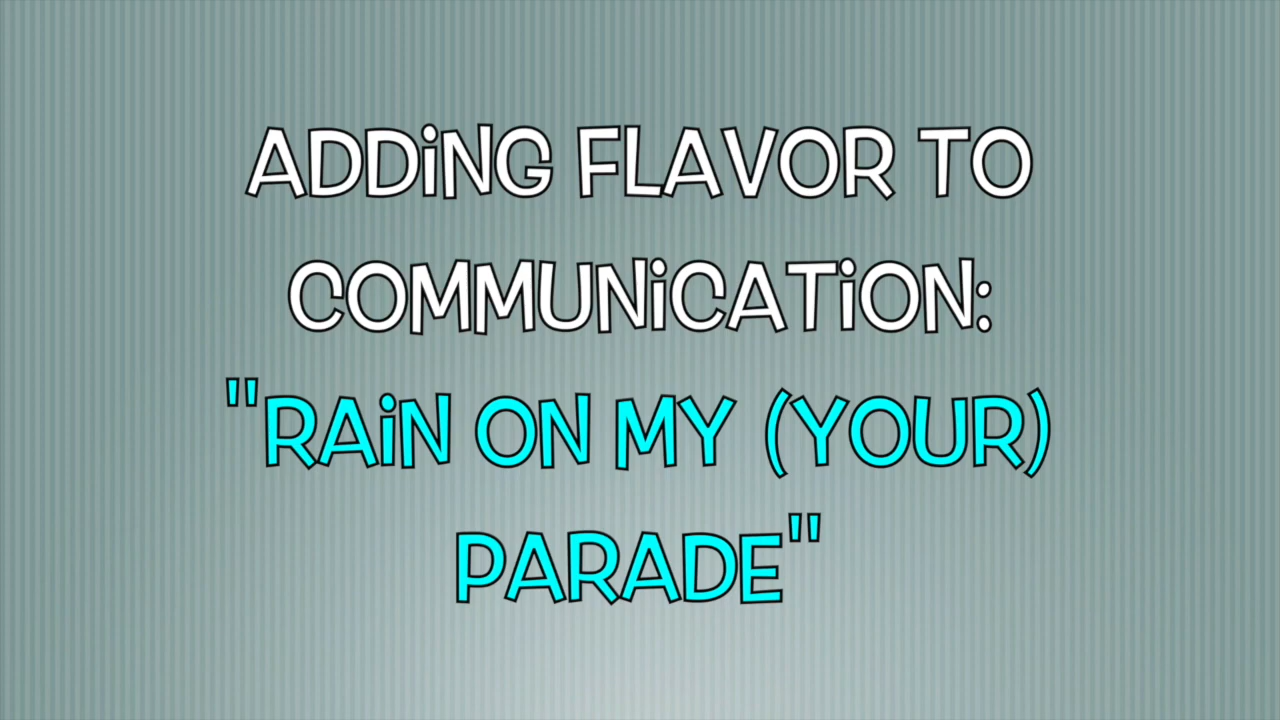 ADDiNG FLAVOR TO
COMMUNiCATiON:
"RAiN ON MY (YOUR)
PARADE"